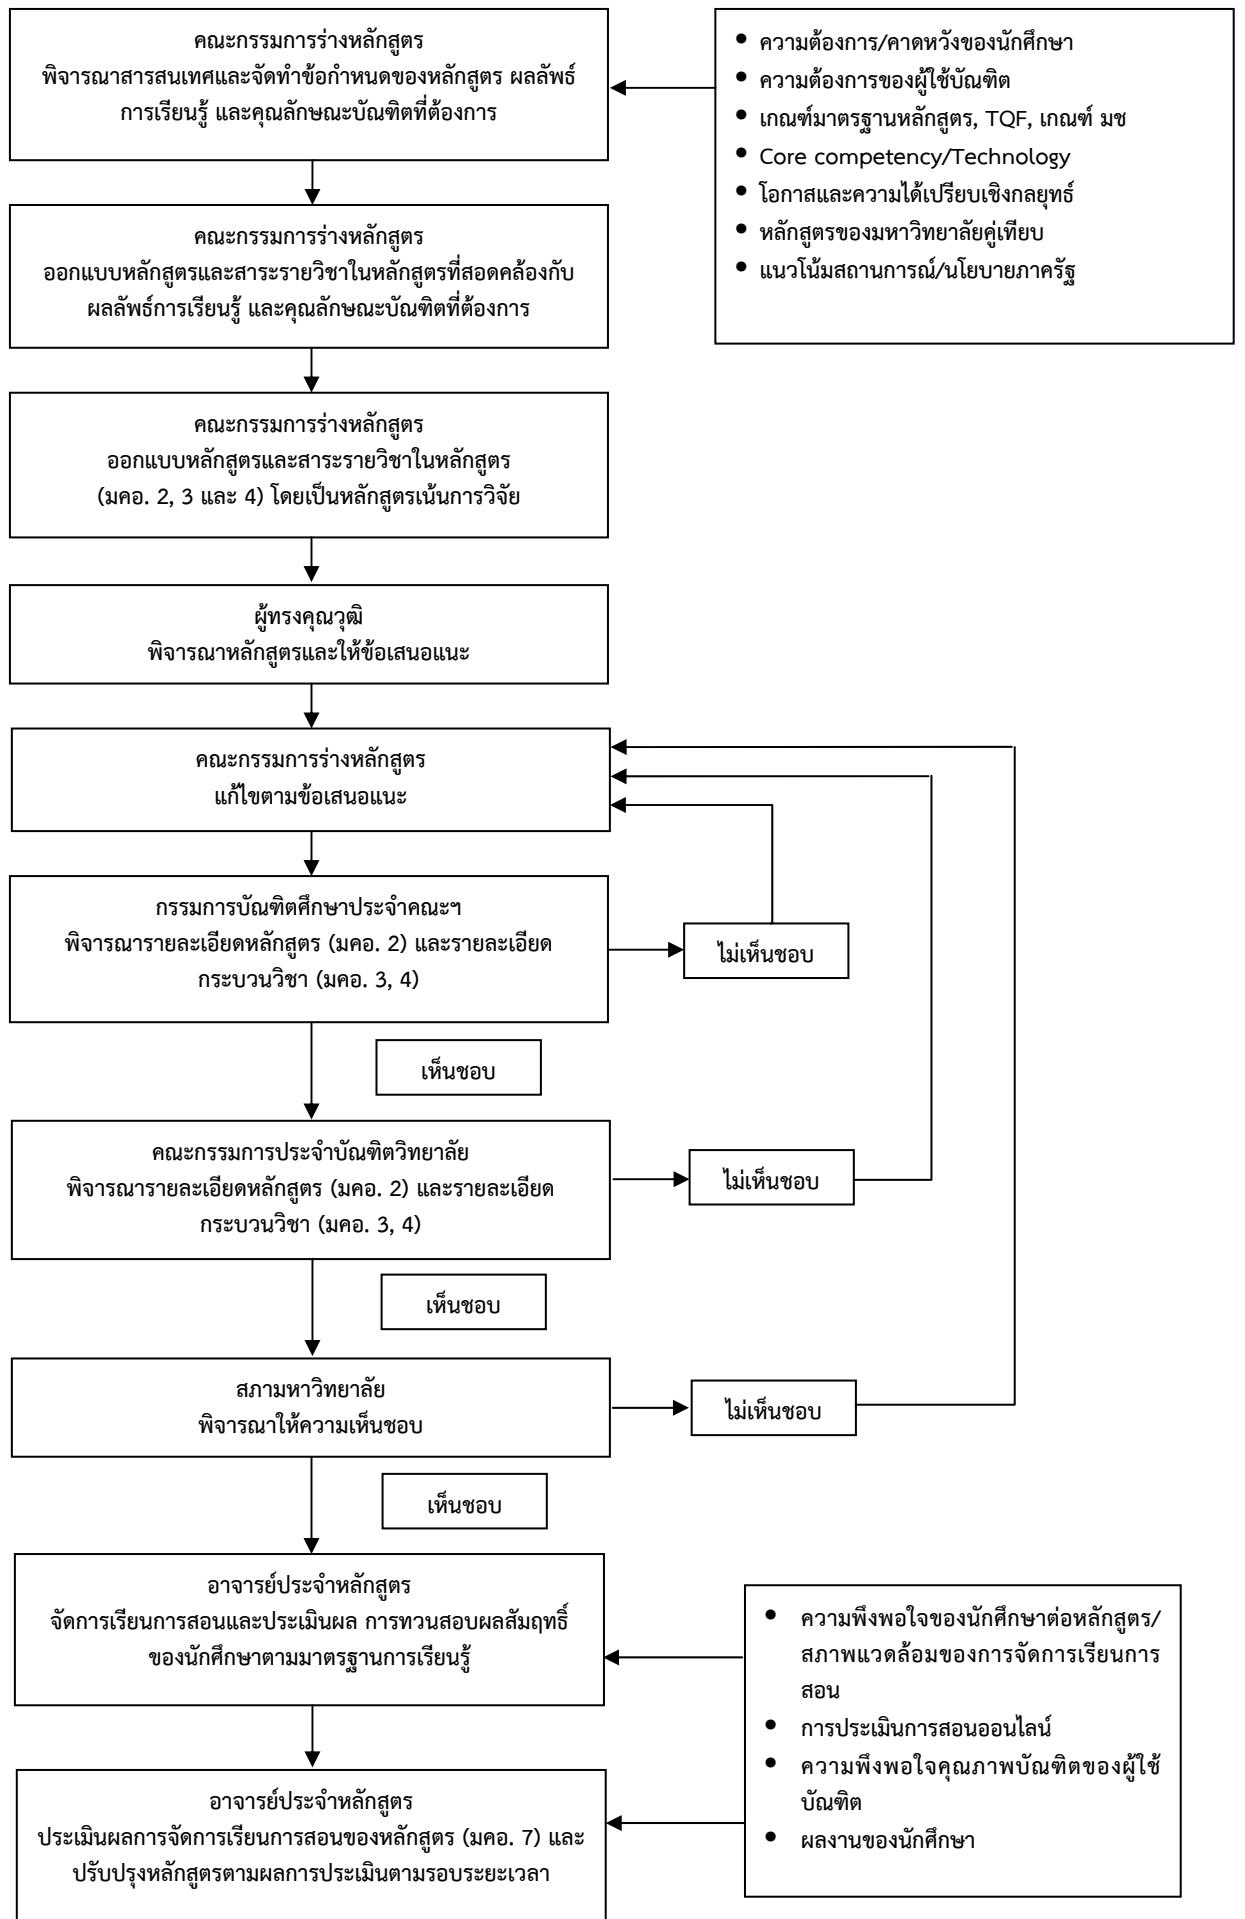 คณะกรรมการร่างหลักสูตร
พิจารณาสารสนเทศและจัดทำข้อกำหนดของหลักสูตร ผลลัพธ์
การเรียนรู้ และคุณลักษณะบัณฑิตที่ต้องการ
• ความต้องการ/คาดหวังของนักศึกษา
• ความต้องการของผู้ใช้บัณฑิต
• เกณฑ์มาตรฐานหลักสูตร, TQF, เกณฑ์ มช
• Core competency/Technology
• โอกาสและความได้เปรียบเชิงกลยุทธ์
• หลักสูตรของมหาวิทยาลัยคู่เทียบ
• แนวโน้มสถานการณ์/นโยบายภาครัฐ
คณะกรรมการร่างหลักสูตร
ออกแบบหลักสูตรและสาระรายวิชาในหลักสูตรที่สอดคล้องกับ
ผลลัพธ์การเรียนรู้ และคุณลักษณะบัณฑิตที่ต้องการ
คณะกรรมการร่างหลักสูตร
ออกแบบหลักสูตรและสาระรายวิชาในหลักสูตร
(มคอ. 2, 3 และ 4) โดยเป็นหลักสูตรเน้นการวิจัย
ผู้ทรงคุณวุฒิ
พิจารณาหลักสูตรและให้ข้อเสนอแนะ
คณะกรรมการร่างหลักสูตร
แก้ไขตามข้อเสนอแนะ
กรรมการบัณฑิตศึกษาประจำคณะฯ
พิจารณารายละเอียดหลักสูตร (มคอ. 2) และรายละเอียด
กระบวนวิชา (มคอ. 3, 4)
ไม่เห็นชอบ
เห็นชอบ
คณะกรรมการประจำบัณฑิตวิทยาลัย
พิจารณารายละเอียดหลักสูตร (มคอ. 2) และรายละเอียด
กระบวนวิชา (มคอ. 3, 4)
ไม่เห็นชอบ
เห็นชอบ
สภามหาวิทยาลัย
พิจารณาให้ความเห็นชอบ
ไม่เห็นชอบ
เห็นชอบ
อาจารย์ประจำหลักสูตร
จัดการเรียนการสอนและประเมินผล การทวนสอบผลสัมฤทธิ์
ของนักศึกษาตามมาตรฐานการเรียนรู้
• ความพึงพอใจของนักศึกษาต่อหลักสูตร/
สภาพแวดล้อมของการจัดการเรียนการ
สอน
• การประเมินการสอนออนไลน์
• ความพึงพอใจคุณภาพบัณฑิตของผู้ใช้
บัณฑิต
• ผลงานของนักศึกษา
อาจารย์ประจำหลักสูตร
ประเมินผลการจัดการเรียนการสอนของหลักสูตร (มคอ. 7) และ
ปรับปรุงหลักสูตรตามผลการประเมินตามรอบระยะเวลา